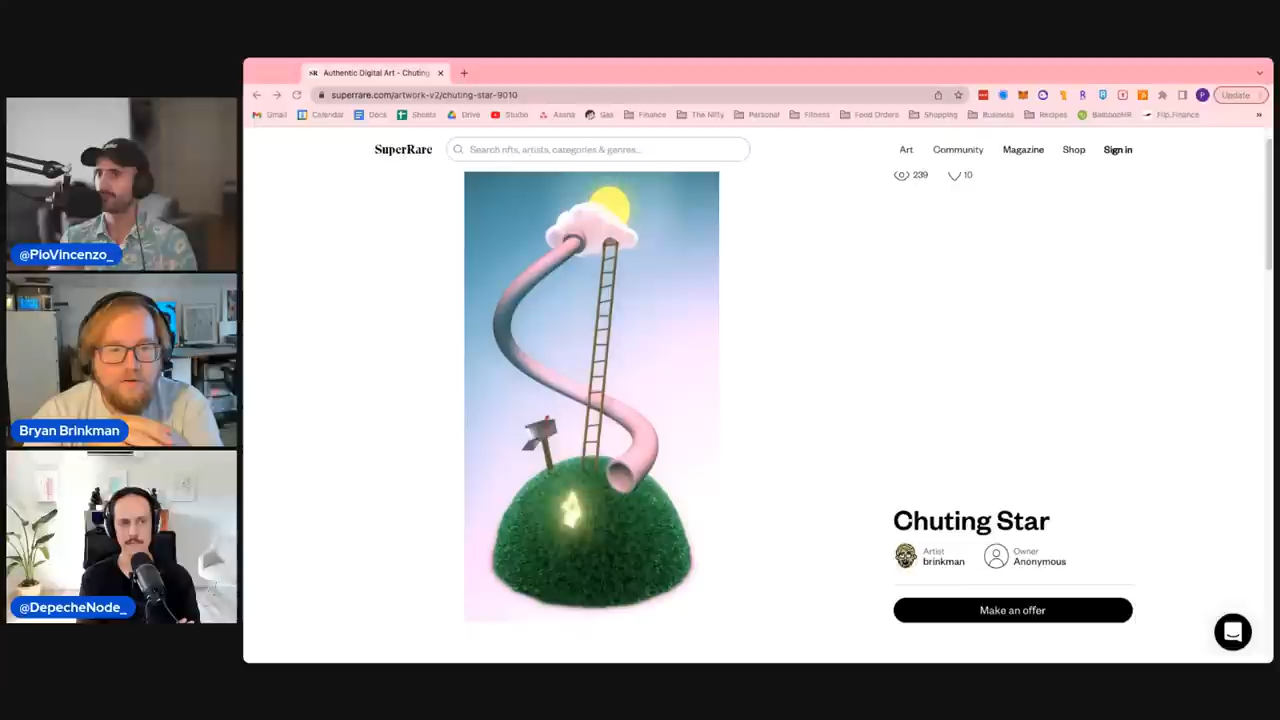 @PioVincenzo_
Bryan Brinkman
@DepecheNode_
SR Authentic Digital Art - Chuting
superrare.com/artwork-v2/chuting-star-9010
Update
Gmail Calendar Docs Sheets Drive Studio Asana Gas Finance The Nifty Personal Fitness Food Orders Shopping Business Recipes BambooHR Flip.Finance »
SuperRare Search nfts, artists, categories & genres... Art Community Magazine Shop Sign in
239 10
Chuting Star
Artist Owner
brinkman Anonymous
Make an offer